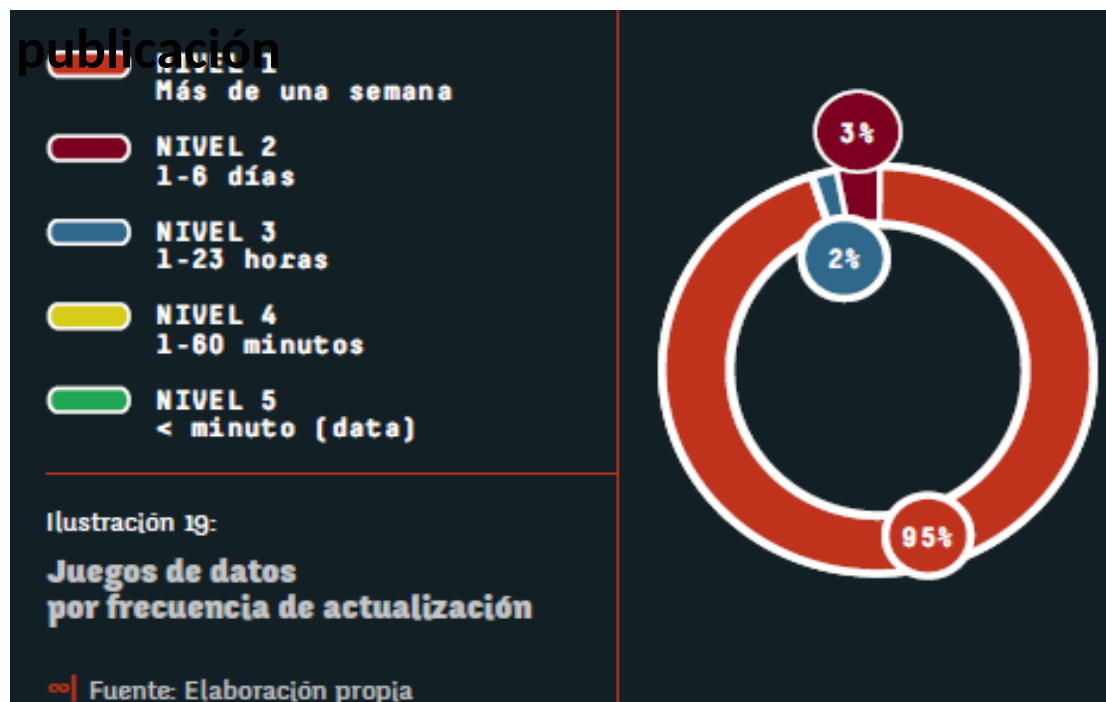 publicación
NIVEL 1
Más de una semana
NIVEL 2
1-6 días
NIVEL 3
1-23 horas
NIVEL 4
1-60 minutos
NIVEL 5
< minuto (data)
Ilustración 19:
Juegos de datos
por frecuencia de actualización
∞| Fuente: Elaboración propia
3%
2%
95%